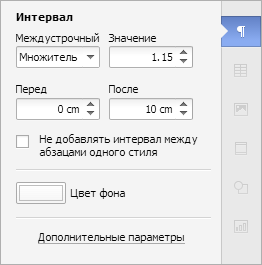 Интервал
Междустрочный Значение
Множитель 1.15
Перед После
0 cm 10 cm
Не добавлять интервал между
абзацами одного стиля
Цвет фона
Дополнительные параметры